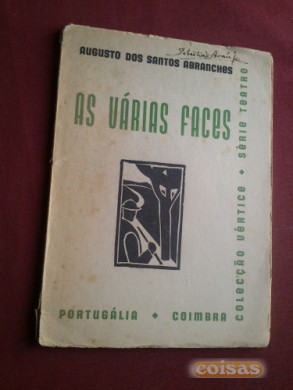 AUGUSTO DOS SANTOS ABRANCHES
AS VÁRIAS FACES
COLECÇÃO VÉRTICE • SÉRIE TEATRO
PORTUGÁLIA • COIMBRA
coisas